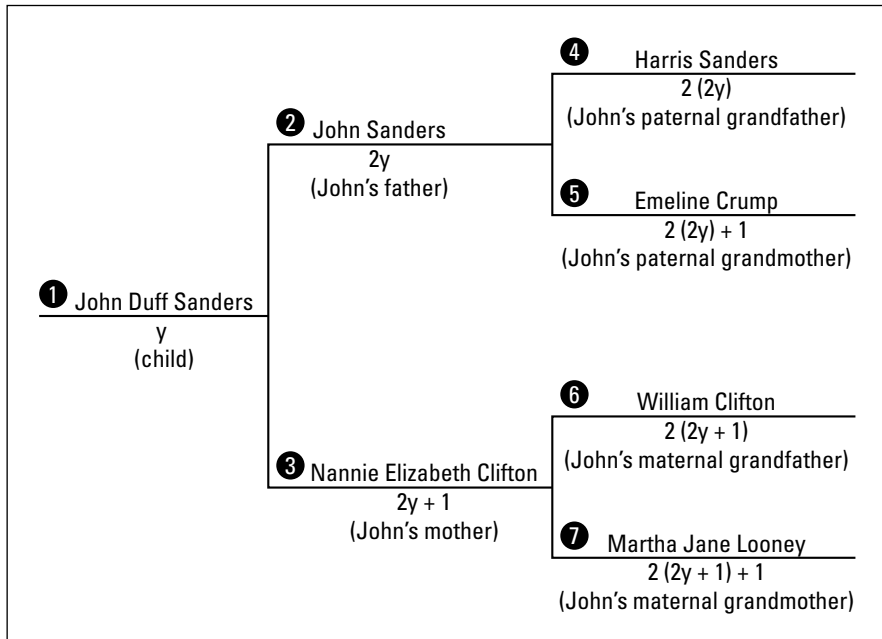 4 Harris Sanders
2 (2y)
(John's paternal grandfather)
2 John Sanders
2y
(John's father)
5 Emeline Crump
2 (2y) + 1
(John's paternal grandmother)
1 John Duff Sanders
y
(child)
6 William Clifton
2 (2y + 1)
(John's maternal grandfather)
3 Nannie Elizabeth Clifton
2y + 1
(John's mother)
7 Martha Jane Looney
2 (2y + 1) + 1
(John's maternal grandmother)